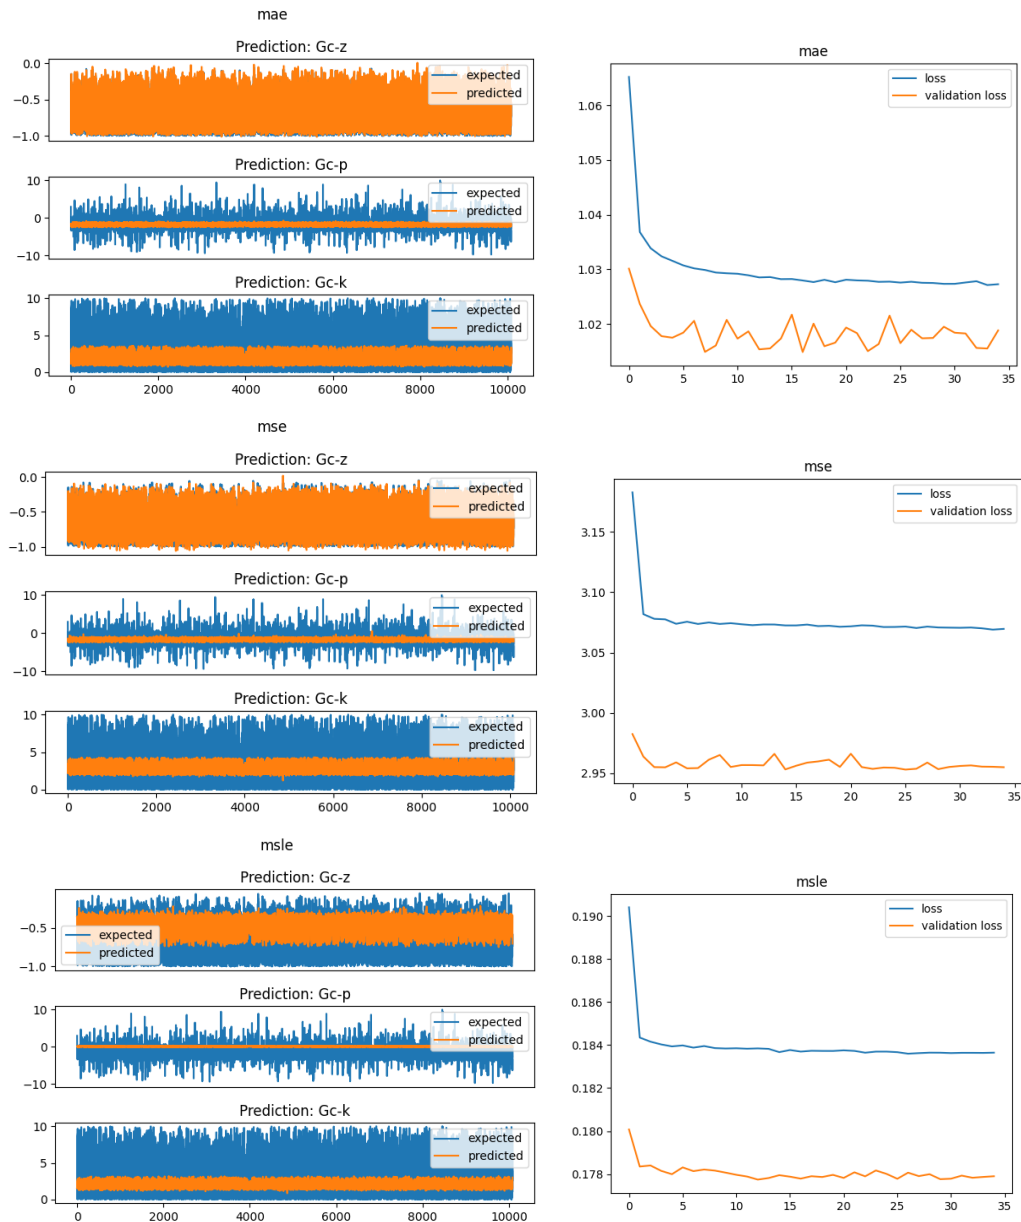 mae
Prediction: Gc-z
0.0
−0.5
−1.0
expected
predicted
Prediction: Gc-p
10
0
−10
expected
predicted
Prediction: Gc-k
10
5
0
expected
predicted
0 2000 4000 6000 8000 10000
mae
1.06
1.05
1.04
1.03
1.02
loss
validation loss
0 5 10 15 20 25 30 35
mse
Prediction: Gc-z
0.0
−0.5
−1.0
expected
predicted
Prediction: Gc-p
10
0
−10
expected
predicted
Prediction: Gc-k
10
5
0
expected
predicted
0 2000 4000 6000 8000 10000
mse
3.15
3.10
3.05
3.00
2.95
loss
validation loss
0 5 10 15 20 25 30 35
msle
Prediction: Gc-z
−0.5
−1.0
expected
predicted
Prediction: Gc-p
10
0
−10
expected
predicted
Prediction: Gc-k
10
5
0
expected
predicted
0 2000 4000 6000 8000 10000
msle
0.190
0.188
0.186
0.184
0.182
0.180
0.178
loss
validation loss
0 5 10 15 20 25 30 35